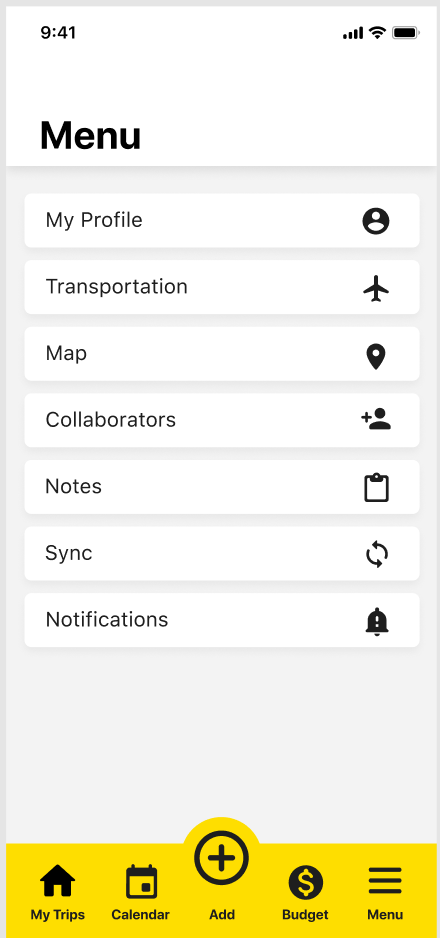 9:41
Menu
My Profile
Transportation
Map
Collaborators
Notes
Sync
Notifications
My Trips
Calendar
Add
Budget
Menu